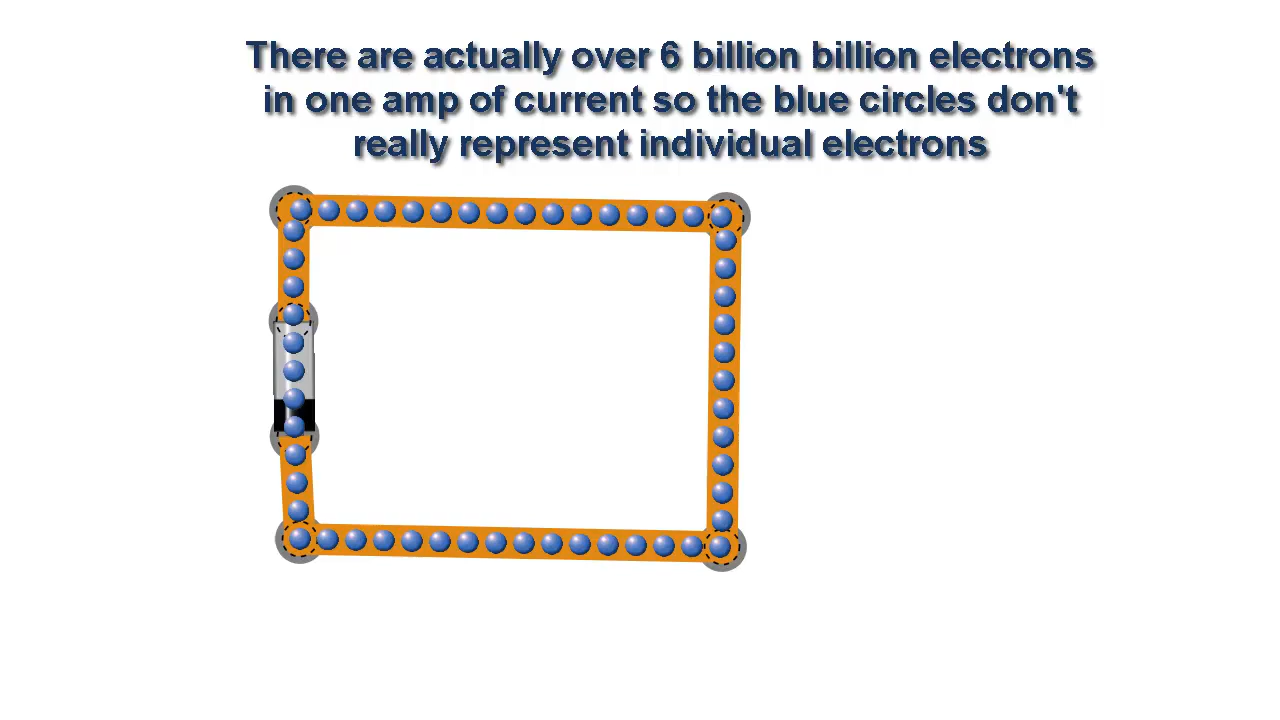 There are actually over 6 billion billion electrons
in one amp of current so the blue circles don't
really represent individual electrons